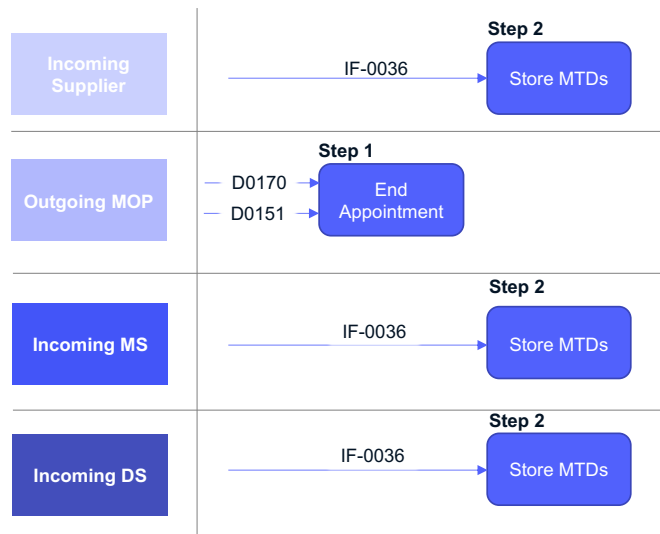 Step 2
Incoming
Supplier
IF-0036
Store MTDs
Step 1
Outgoing MOP
D0170
D0151
End
Appointment
Step 2
Incoming MS
IF-0036
Store MTDs
Step 2
Incoming DS
IF-0036
Store MTDs